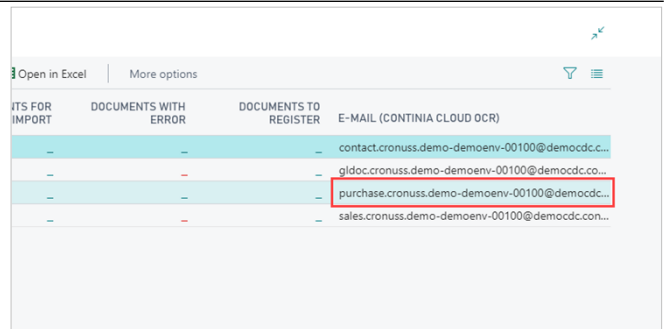 Open in Excel More options
NTS FOR DOCUMENTS WITH DOCUMENTS TO
IMPORT ERROR REGISTER E-MAIL (CONTINIA CLOUD OCR)
_ _ _ contact.cronuss.demo-demoenv-00100@democdc.c...
_ _ _ gldoc.cronuss.demo-demoenv-00100@democdc.co...
_ _ _ purchase.cronuss.demo-demoenv-00100@democdc...
_ _ _ sales.cronuss.demo-demoenv-00100@democdc.con...